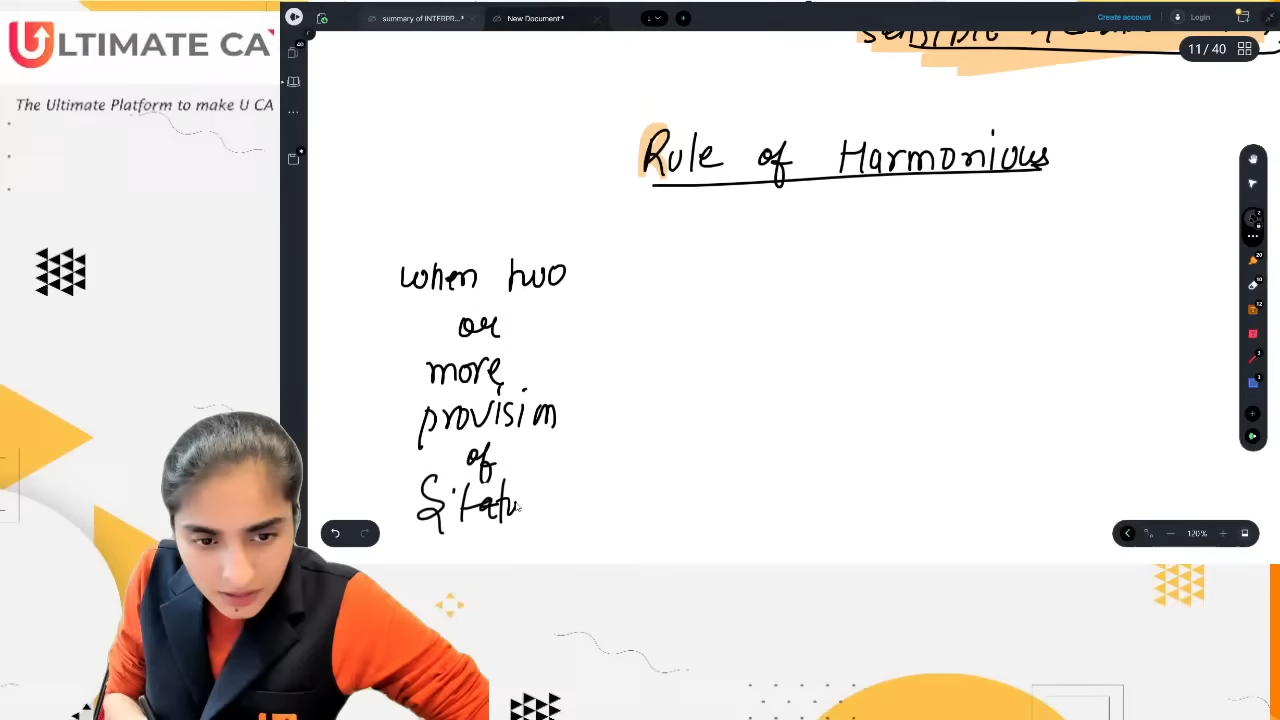 ULTIMATE CA
The Ultimate Platform to make U CA
summary of INTERPR...*
New Document*
1
Create account
Login
11 / 40
Rule of Harmonious
when two
or
more
provision
of
120%